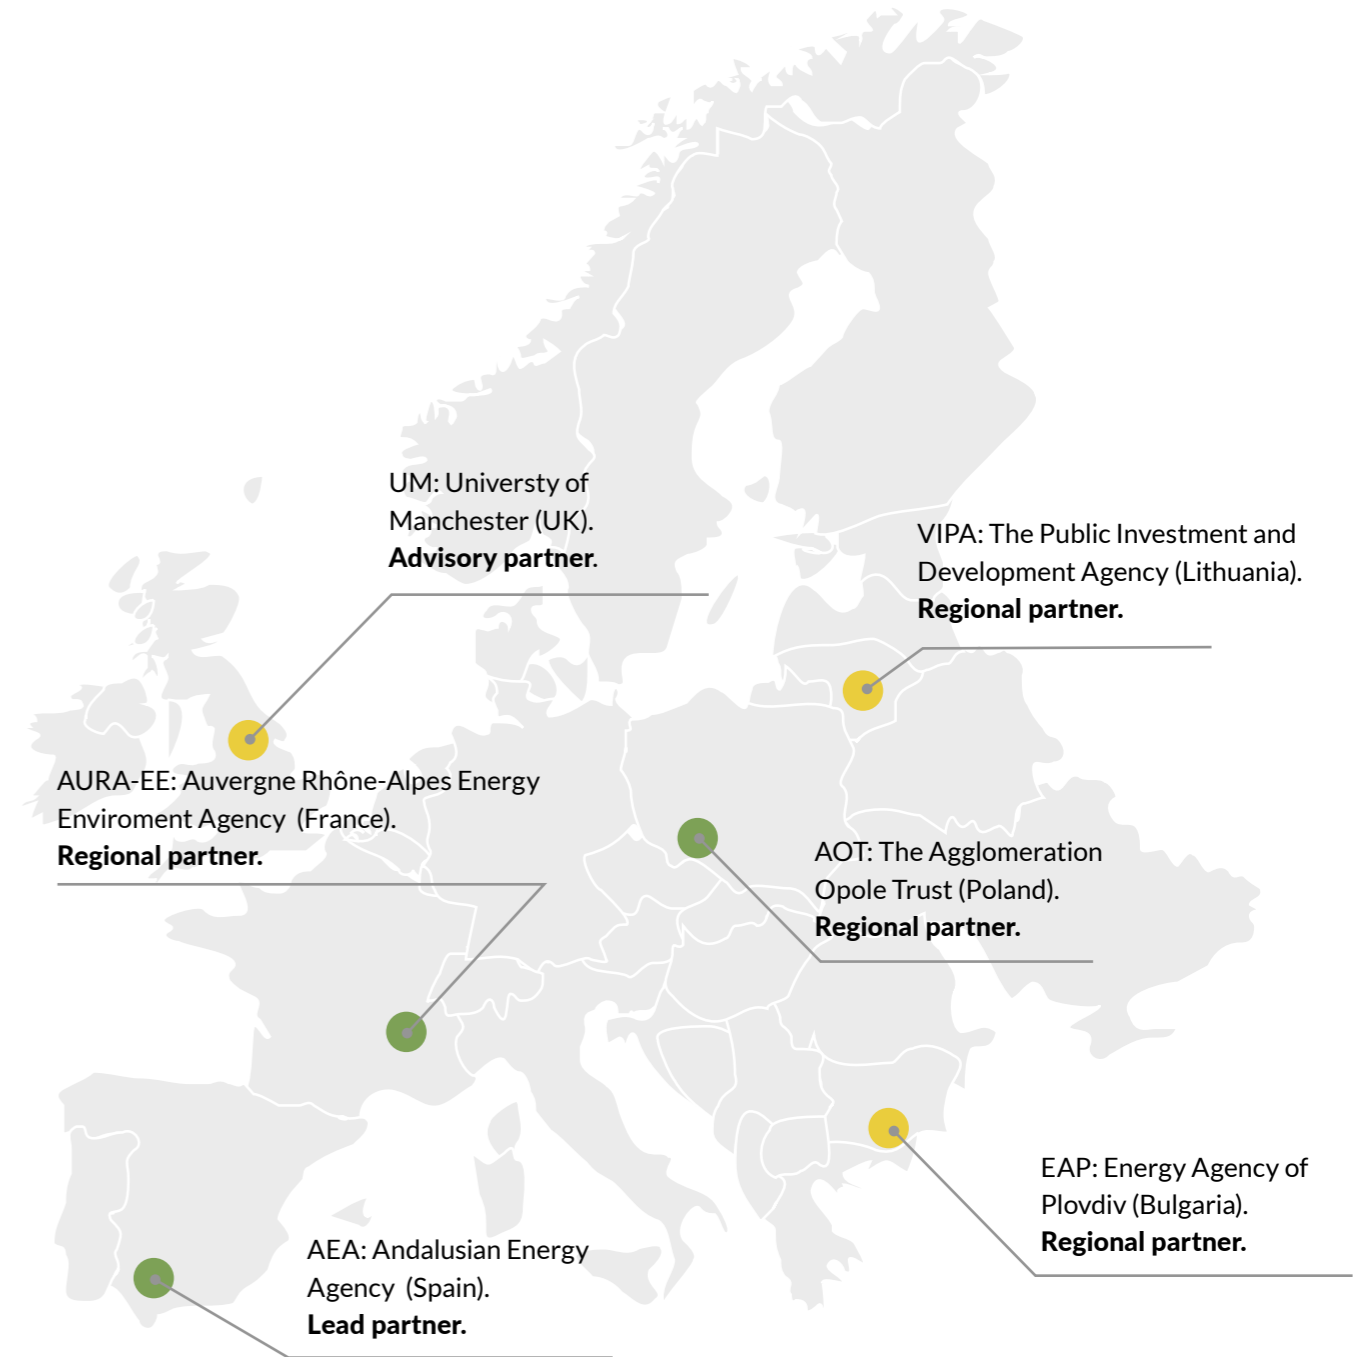 UM: Universty of
Manchester (UK).
Advisory partner.
VIPA: The Public Investment and
Development Agency (Lithuania).
Regional partner.
AURA-EE: Auvergne Rhône-Alpes Energy
Enviroment Agency (France).
Regional partner.
AOT: The Agglomeration
Opole Trust (Poland).
Regional partner.
EAP: Energy Agency of
Plovdiv (Bulgaria).
Regional partner.
AEA: Andalusian Energy
Agency (Spain).
Lead partner.